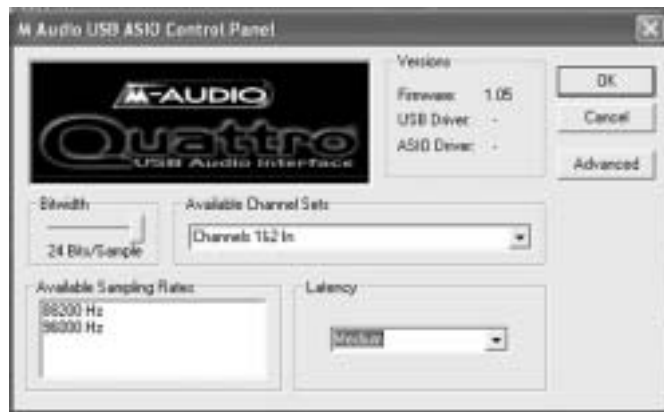 M Audio USB ASIO Control Panel
M-AUDIO
Quattro
USB Audio Interface
Versions
Firmware: 1.05
USB Driver: -
ASIO Driver: -
OK
Cancel
Advanced
Bitwidth
24 Bits/Sample
Available Channel Sets
Channels 1&2 In
Available Sampling Rates
88200 Hz
96000 Hz
Latency
Medium